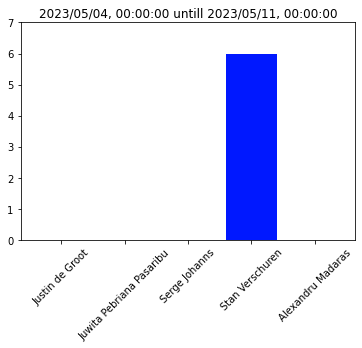 2023/05/04, 00:00:00 untill 2023/05/11, 00:00:00
7
6
5
4
3
2
1
0
Justin de Groot
Juwita Pebriana Pasaribu
Serge Johanns
Stan Verschuren
Alexandru Madaras